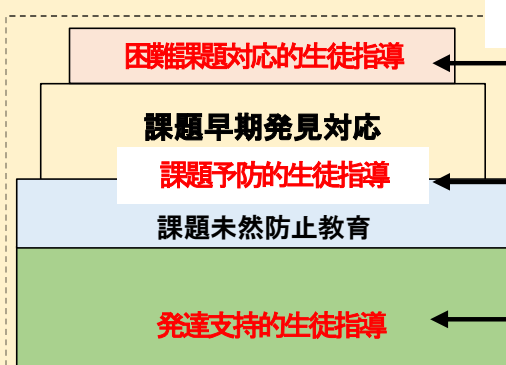 困難課題対応的生徒指導
課題早期発見対応
課題予防的生徒指導
課題未然防止教育
発達支持的生徒指導